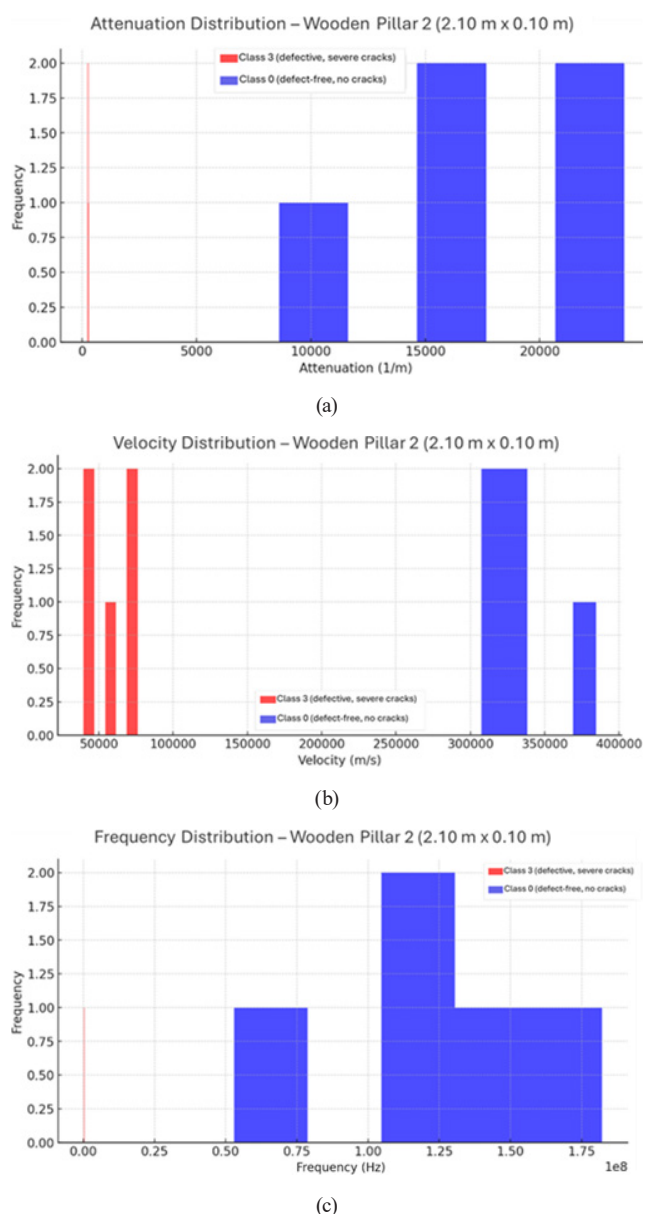 Attenuation Distribution – Wooden Pillar 2 (2.10 m x 0.10 m)
Class 3 (defective, severe cracks)
Class 0 (defect-free, no cracks)
2.00
1.75
1.50
1.25
1.00
0.75
0.50
0.25
0.00
Frequency
0 5000 10000 15000 20000
Attenuation (1/m)
(a)
Velocity Distribution – Wooden Pillar 2 (2.10 m x 0.10 m)
2.00
1.75
1.50
1.25
1.00
0.75
0.50
0.25
0.00
Frequency
Class 3 (defective, severe cracks)
Class 0 (defect-free, no cracks)
50000 100000 150000 200000 250000 300000 350000 400000
Velocity (m/s)
(b)
Frequency Distribution – Wooden Pillar 2 (2.10 m x 0.10 m)
Class 3 (defective, severe cracks)
Class 0 (defect-free, no cracks)
2.00
1.75
1.50
1.25
1.00
0.75
0.50
0.25
0.00
Frequency
0.00 0.25 0.50 0.75 1.00 1.25 1.50 1.75
1e8
Frequency (Hz)
(c)